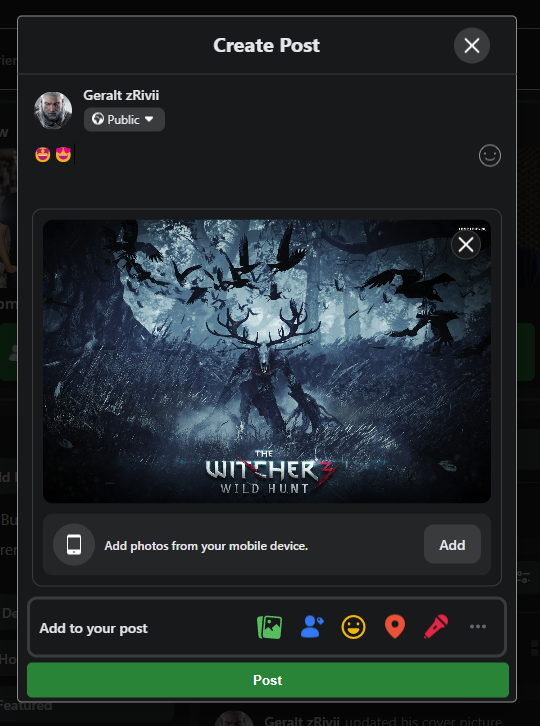 Create Post
Geralt zRivii
Public
🤩 😍
THE
WITCHER 3
WILD HUNT
Add photos from your mobile device.
Add
Add to your post
Post
Featured
Geralt zRivii updated his cover picture